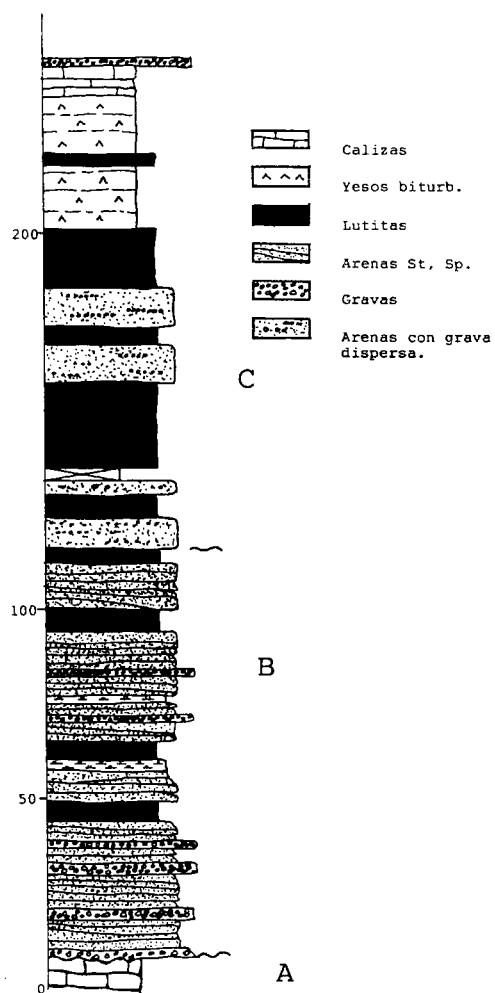 Calizas
Yesos biturb.
Lutitas
Arenas St, Sp.
Gravas
Arenas con grava
dispersa.
200
C
100
B
50
A
0